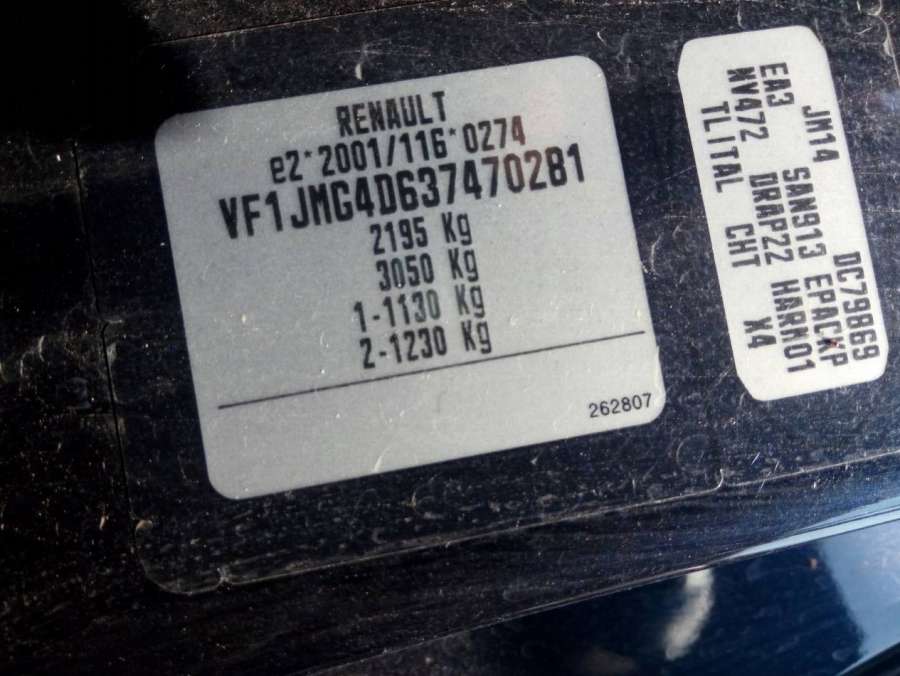 RENAULT
e2*2001/116*0274
VF1JMG4D637470281
2195 Kg
3050 Kg
1-1130 Kg
2-1230 Kg
262807
JM14 DC79869
EA3 SAN913 EPACKP
NV472 DRAP22 HARK01
TLITAL CHT X4